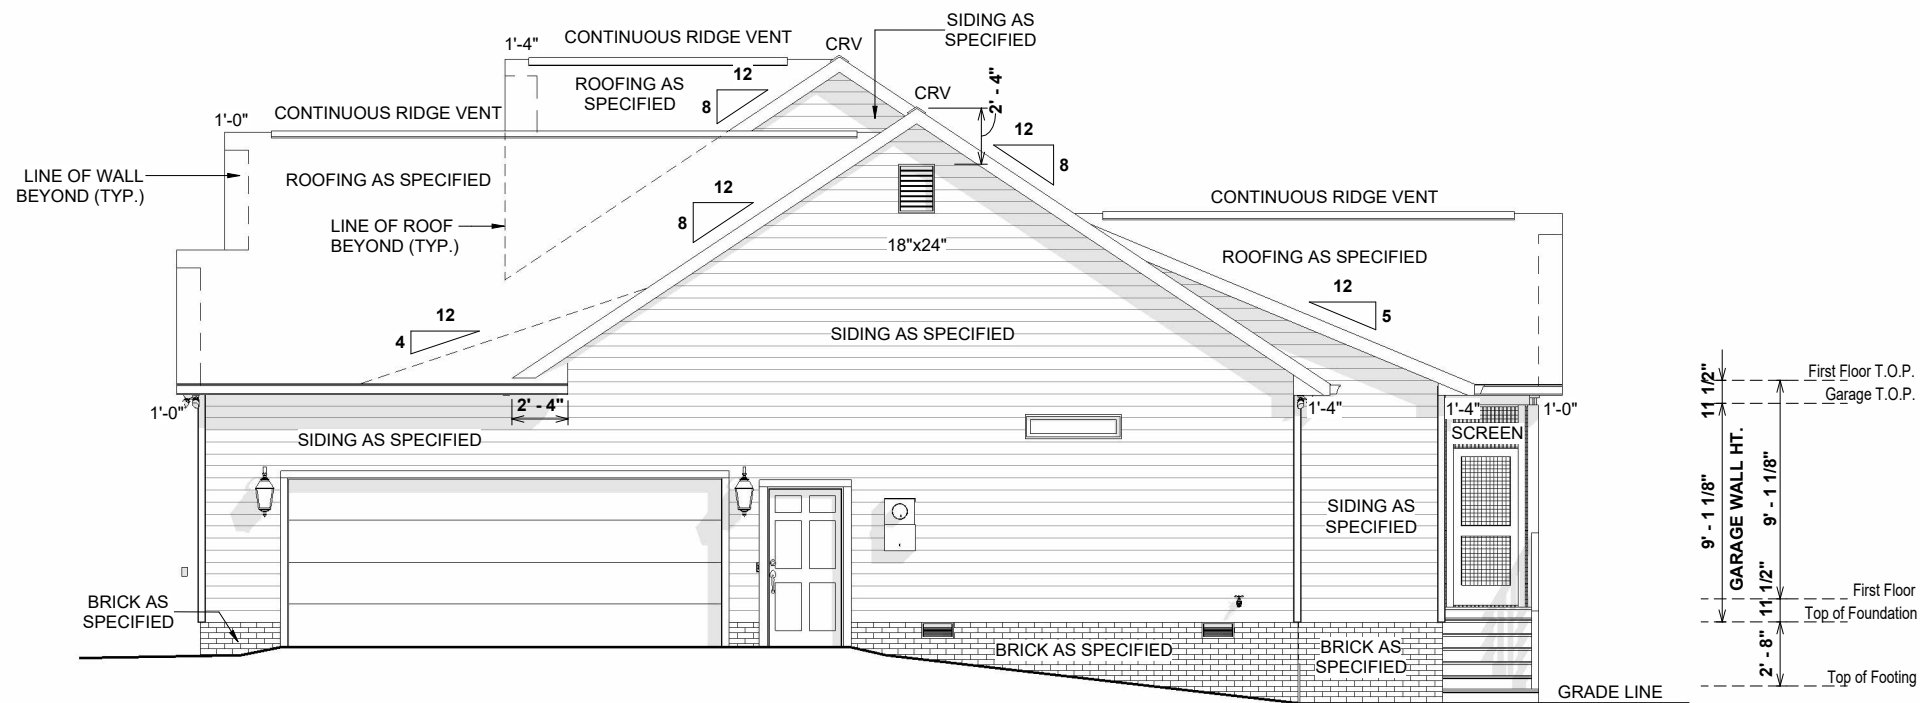 SIDING AS
SPECIFIED
1'-4"
CONTINUOUS RIDGE VENT
CRV
12
8
ROOFING AS
SPECIFIED
2' - 4"
CRV
1'-0"
CONTINUOUS RIDGE VENT
12
8
LINE OF WALL
BEYOND (TYP.)
ROOFING AS SPECIFIED
12
8
LINE OF ROOF
BEYOND (TYP.)
CONTINUOUS RIDGE VENT
18"x24"
ROOFING AS SPECIFIED
12
5
12
4
SIDING AS SPECIFIED
1'-0"
2' - 4"
1'-4"
1'-4"
1'-0"
SIDING AS SPECIFIED
SCREEN
SIDING AS
SPECIFIED
BRICK AS
SPECIFIED
BRICK AS SPECIFIED
BRICK AS
SPECIFIED
GRADE LINE
11 1/2"
9' - 1 1/8"
GARAGE WALL HT.
9' - 1 1/8"
11 1/2"
2' - 8"
First Floor T.O.P.
Garage T.O.P.
First Floor
Top of Foundation
Top of Footing